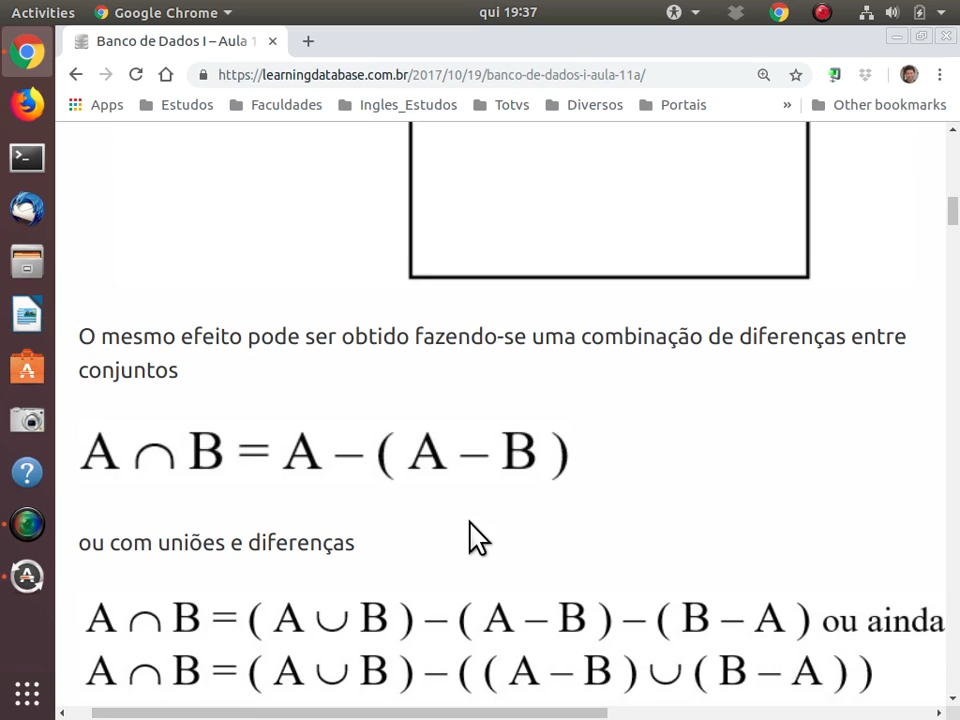 Activities Google Chrome qui 19:37
Banco de Dados I – Aula 1
https://learningdatabase.com.br/2017/10/19/banco-de-dados-i-aula-11a/
Apps Estudos Faculdades Ingles_Estudos Totvs Diversos Portais » Other bookmarks
O mesmo efeito pode ser obtido fazendo-se uma combinação de diferenças entre
conjuntos
A ∩ B = A – ( A – B )
ou com uniões e diferenças
A ∩ B = ( A ∪ B ) – ( A – B ) – ( B – A ) ou ainda
A ∩ B = ( A ∪ B ) – ( ( A – B ) ∪ ( B – A ) )